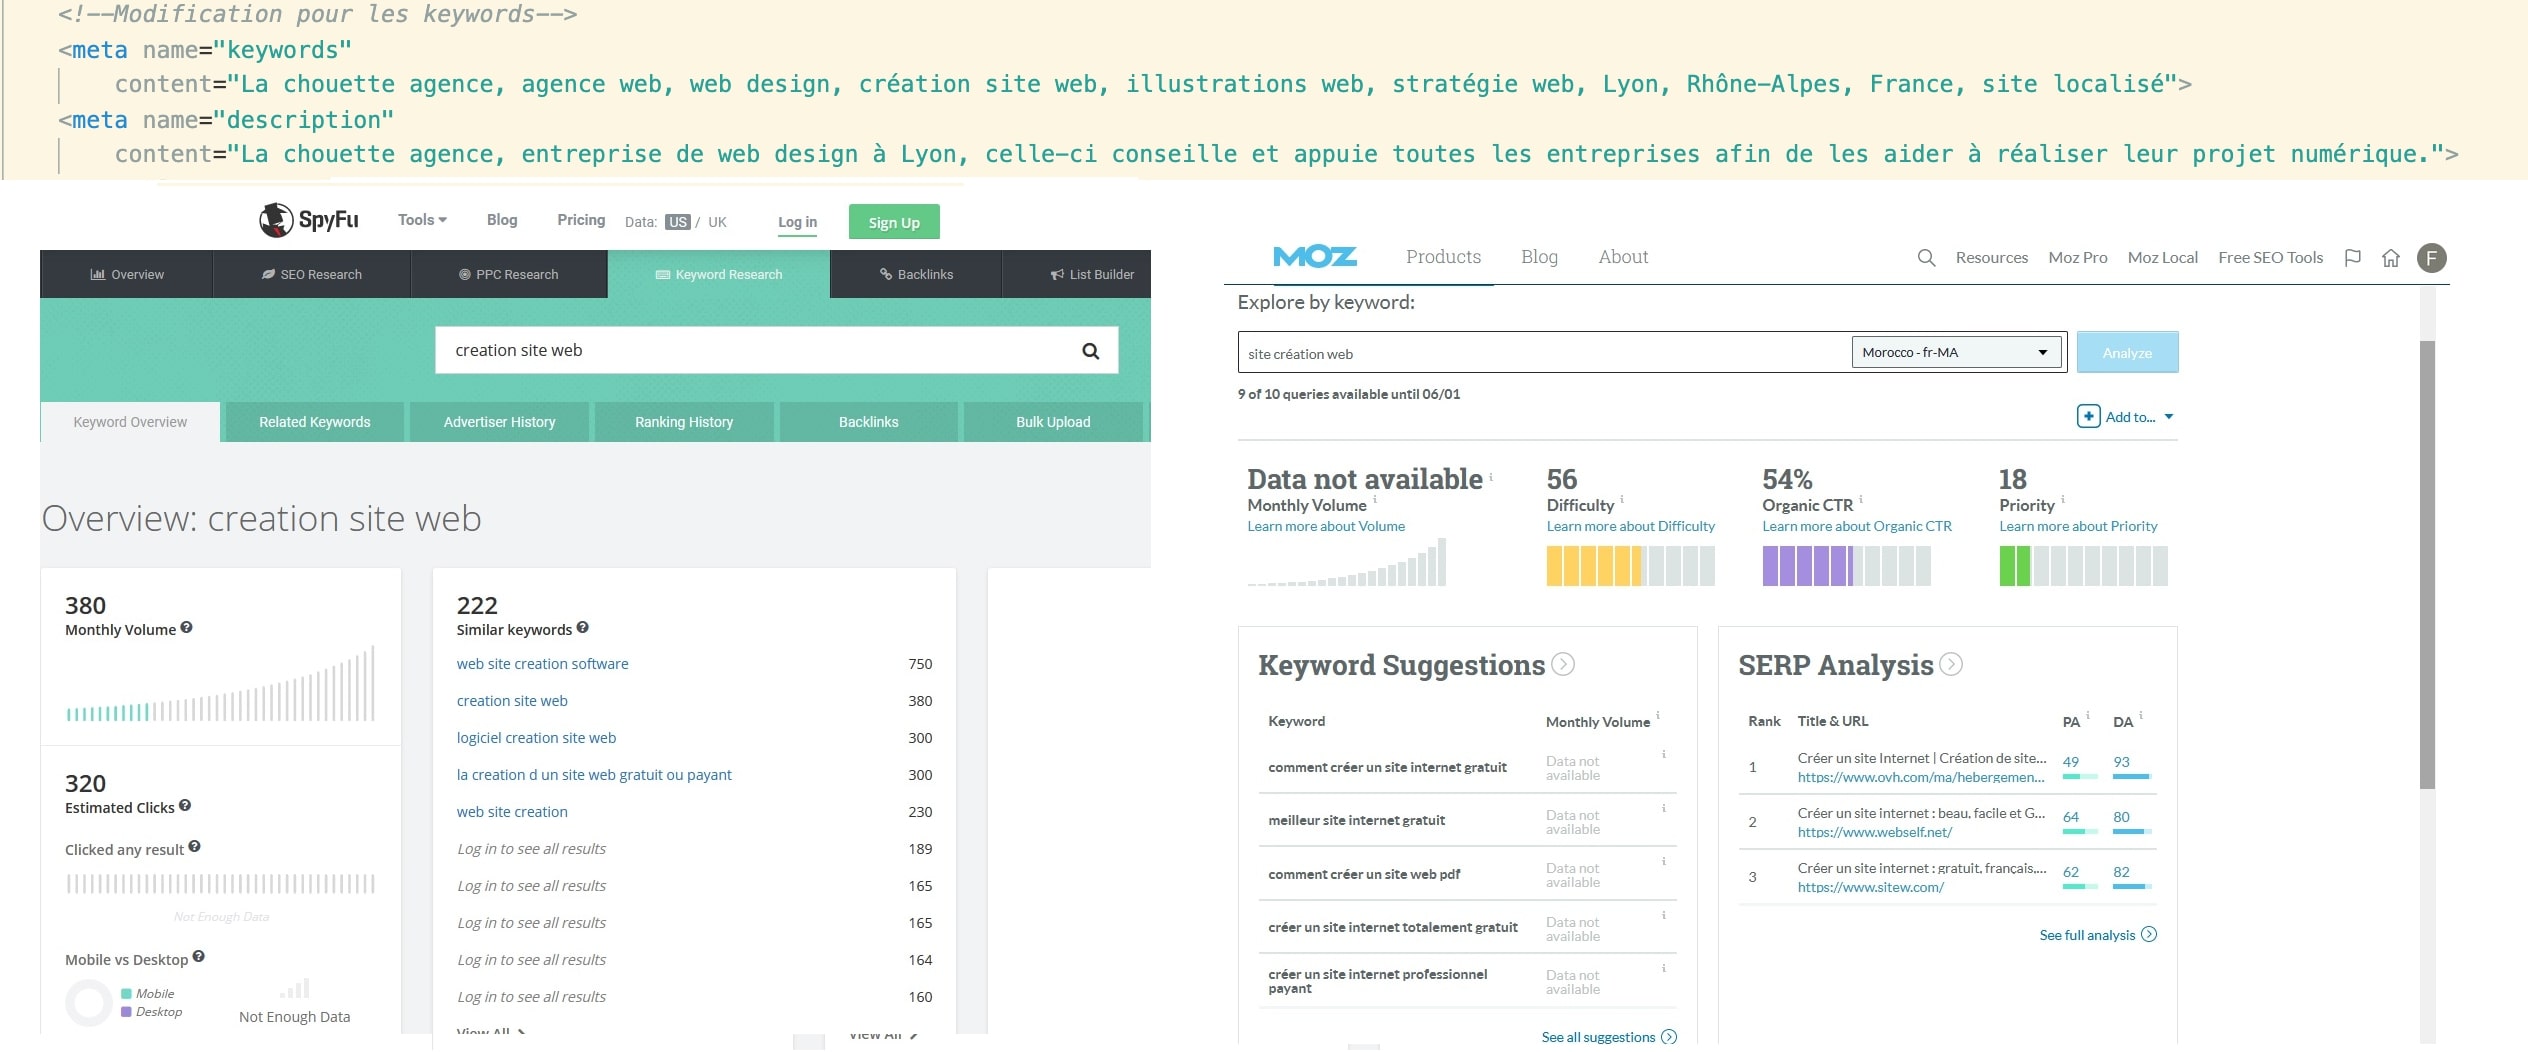 <!--Modification pour les keywords-->
<meta name="keywords"
content="La chouette agence, agence web, web design, création site web, illustrations web, stratégie web, Lyon, Rhône-Alpes, France, site localisé">
<meta name="description"
content="La chouette agence, entreprise de web design à Lyon, celle-ci conseille et appuie toutes les entreprises afin de les aider à réaliser leur projet numérique.">
SpyFu Tools Blog Pricing Data: US / UK Log in Sign Up
Overview SEO Research PPC Research Keyword Research Backlinks List Builder
creation site web
Keyword Overview Related Keywords Advertiser History Ranking History Backlinks Bulk Upload
Overview: creation site web
380
Monthly Volume
320
Estimated Clicks
Clicked any result
Not Enough Data
Mobile vs Desktop
Mobile
Desktop
Not Enough Data
222
Similar keywords
web site creation software 750
creation site web 380
logiciel creation site web 300
la creation d un site web gratuit ou payant 300
web site creation 230
Log in to see all results 189
Log in to see all results 165
Log in to see all results 165
Log in to see all results 164
Log in to see all results 160
View All
View All
MOZ Products Blog About Resources Moz Pro Moz Local Free SEO Tools F
Explore by keyword:
site création web Morocco - fr-MA Analyze
9 of 10 queries available until 06/01
Add to...
Data not available 56 54% 18
Monthly Volume Difficulty Organic CTR Priority
Learn more about Volume Learn more about Difficulty Learn more about Organic CTR Learn more about Priority
Keyword Suggestions
Keyword Monthly Volume
comment créer un site internet gratuit Data not available
meilleur site internet gratuit Data not available
comment créer un site web pdf Data not available
créer un site internet totalement gratuit Data not available
créer un site internet professionnel payant Data not available
See all suggestions
SERP Analysis
Rank Title & URL PA DA
1 Créer un site Internet | Création de site... 49 93
https://www.ovh.com/ma/hebergemen...
2 Créer un site internet : beau, facile et G... 64 80
https://www.webself.net/
3 Créer un site internet : gratuit, français,... 62 82
https://www.sitew.com/
See full analysis